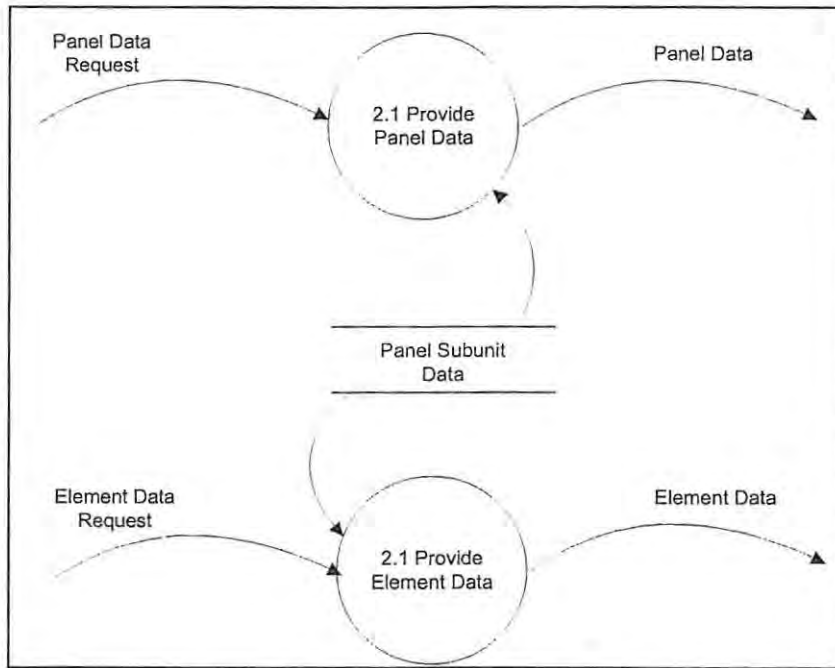 Panel Data
Request
2.1 Provide
Panel Data
Panel Data
Panel Subunit
Data
Element Data
Request
2.1 Provide
Element Data
Element Data